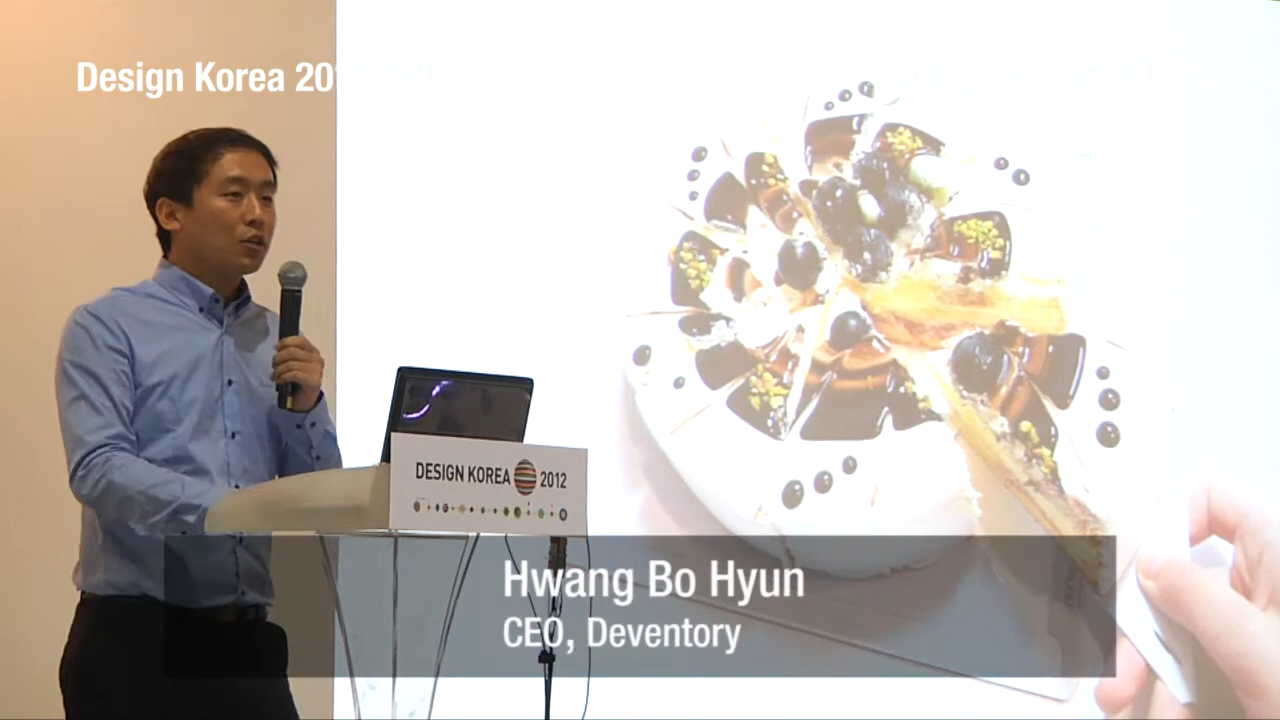 Design Korea 20
DESIGN KOREA 2012
Hwang Bo Hyun
CEO, Deventory